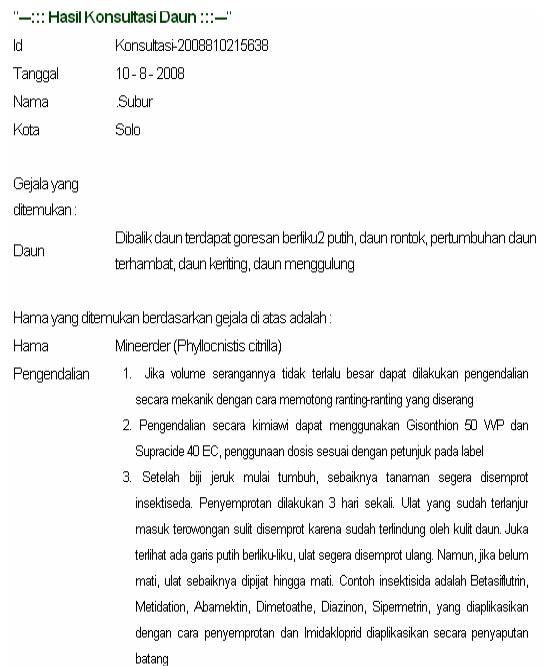 "—::: Hasil Konsultasi Daun :::—"
Id Konsultasi-2008810215638
Tanggal 10 - 8 - 2008
Nama .Subur
Kota Solo
Gejala yang
ditemukan :
Daun Dibalik daun terdapat goresan berliku2 putih, daun rontok, pertumbuhan daun
terhambat, daun keriting, daun menggulung
Hama yang ditemukan berdasarkan gejala di atas adalah :
Hama Mineerder (Phyllocnistis citrilla)
Pengendalian 1. Jika volume serangannya tidak terlalu besar dapat dilakukan pengendalian
secara mekanik dengan cara memotong ranting-ranting yang diserang
2. Pengendalian secara kimiawi dapat menggunakan Gisonthion 50 WP dan
Supracide 40 EC, penggunaan dosis sesuai dengan petunjuk pada label
3. Setelah biji jeruk mulai tumbuh, sebaiknya tanaman segera disemprot
insektiseda. Penyemprotan dilakukan 3 hari sekali. Ulat yang sudah terlanjur
masuk terowongan sulit disemprot karena sudah terlindung oleh kulit daun. Juka
terlihat ada garis putih berliku-liku, ulat segera disemprot ulang. Namun, jika belum
mati, ulat sebaiknya dipijat hingga mati. Contoh insektisida adalah Betasiflutrin,
Metidation, Abamektin, Dimetoathe, Diazinon, Sipermetrin, yang diaplikasikan
dengan cara penyemprotan dan Imidakloprid diaplikasikan secara penyaputan
batang